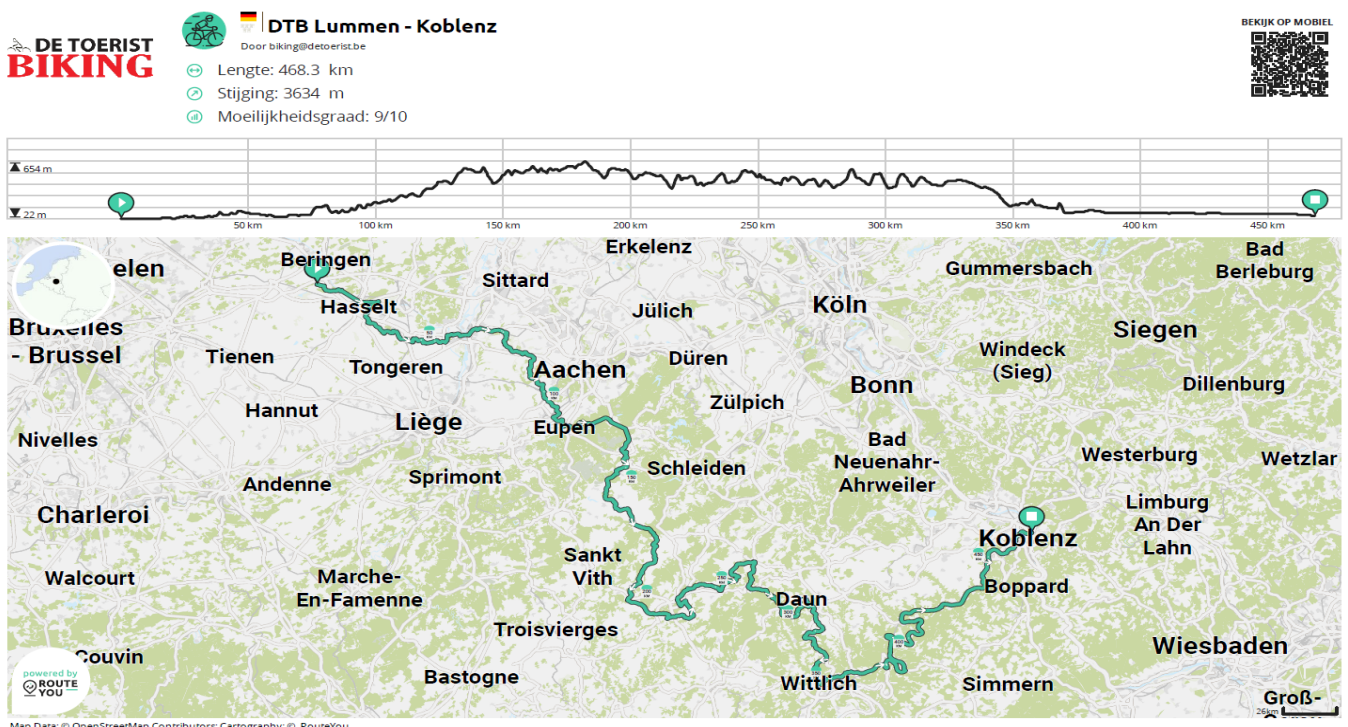 DE TOERIST
BIKING
DTB Lummen - Koblenz
Door biking@detoerist.be
Lengte: 468.3 km
Stijging: 3634 m
Moeilijkheidsgraad: 9/10
BEKIJK OP MOBIEL
654 m
22 m
50 km
100 km
150 km
200 km
250 km
300 km
350 km
400 km
450 km
elen
Beringen
Sittard
Erkelenz
Gummersbach
Bad
Berleburg
Hasselt
Jülich
Köln
Bruxelles
- Brussel
Siegen
Tienen
Tongeren
Aachen
Düren
Windeck
(Sieg)
Bonn
Dillenburg
Hannut
Liège
Zülpich
Nivelles
Eupen
Bad
Neuenahr-
Ahrweiler
Westerburg
Wetzlar
Andenne
Sprimont
Schleiden
Charleroi
Limburg
An Der
Lahn
Koblenz
Walcourt
Marche-
En-Famenne
Sankt
Vith
Daun
Boppard
Troisvierges
Couvin
Wiesbaden
Bastogne
Wittlich
Simmern
Groß-
powered by
ROUTE
YOU
26km
Map Data: © OpenStreetMap Contributors; Cartography: © RouteYou